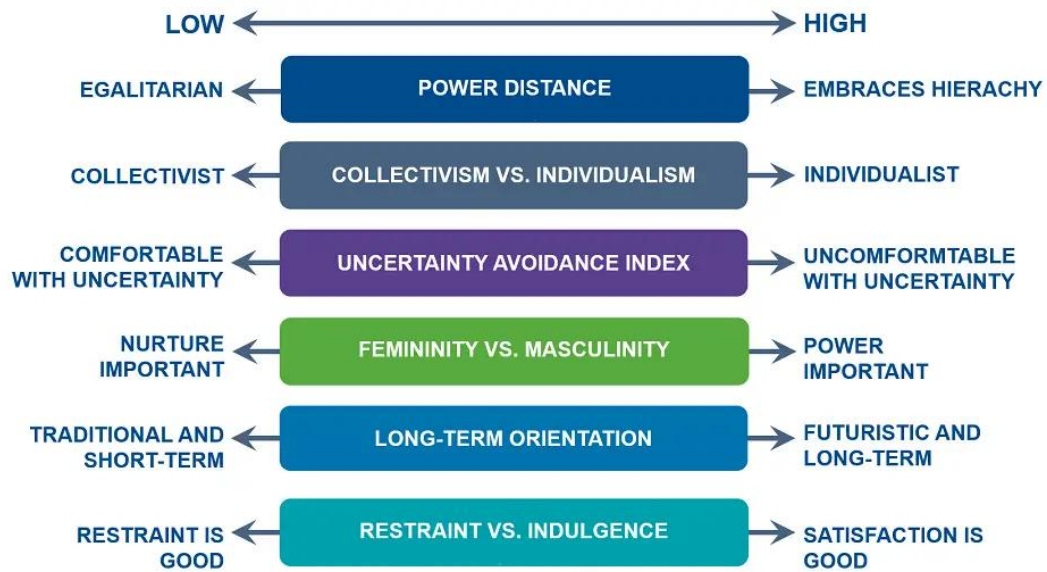 LOW
HIGH
EGALITARIAN
POWER DISTANCE
EMBRACES HIERACHY
COLLECTIVIST
COLLECTIVISM VS. INDIVIDUALISM
INDIVIDUALIST
COMFORTABLE
WITH UNCERTAINTY
UNCERTAINTY AVOIDANCE INDEX
UNCOMFORMTABLE
WITH UNCERTAINTY
NURTURE
IMPORTANT
FEMININITY VS. MASCULINITY
POWER
IMPORTANT
TRADITIONAL AND
SHORT-TERM
LONG-TERM ORIENTATION
FUTURISTIC AND
LONG-TERM
RESTRAINT IS
GOOD
RESTRAINT VS. INDULGENCE
SATISFACTION IS
GOOD